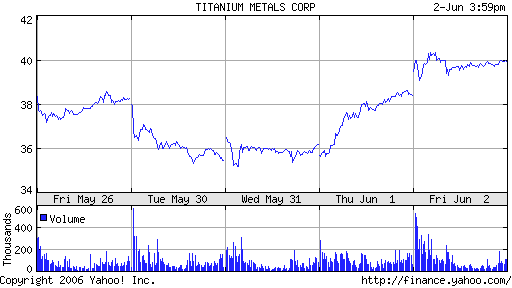 TITANIUM METALS CORP 2-Jun 3:59pm
42
40
38
36
34
Fri May 26 Tue May 30 Wed May 31 Thu Jun 1 Fri Jun 2
600
400
200
0
Thousands
Volume
Copyright 2006 Yahoo! Inc. http://finance.yahoo.com/